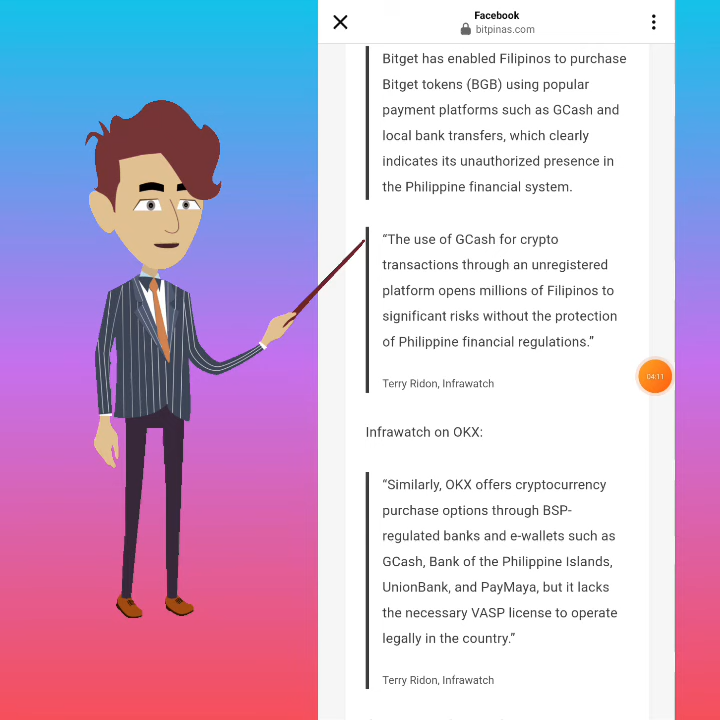 Facebook
bitpinas.com
Bitget has enabled Filipinos to purchase
Bitget tokens (BGB) using popular
payment platforms such as GCash and
local bank transfers, which clearly
indicates its unauthorized presence in
the Philippine financial system.
“The use of GCash for crypto
transactions through an unregistered
platform opens millions of Filipinos to
significant risks without the protection
of Philippine financial regulations.”
04:11
Terry Ridon, Infrawatch
Infrawatch on OKX:
“Similarly, OKX offers cryptocurrency
purchase options through BSP-
regulated banks and e-wallets such as
GCash, Bank of the Philippine Islands,
UnionBank, and PayMaya, but it lacks
the necessary VASP license to operate
legally in the country.”
Terry Ridon, Infrawatch